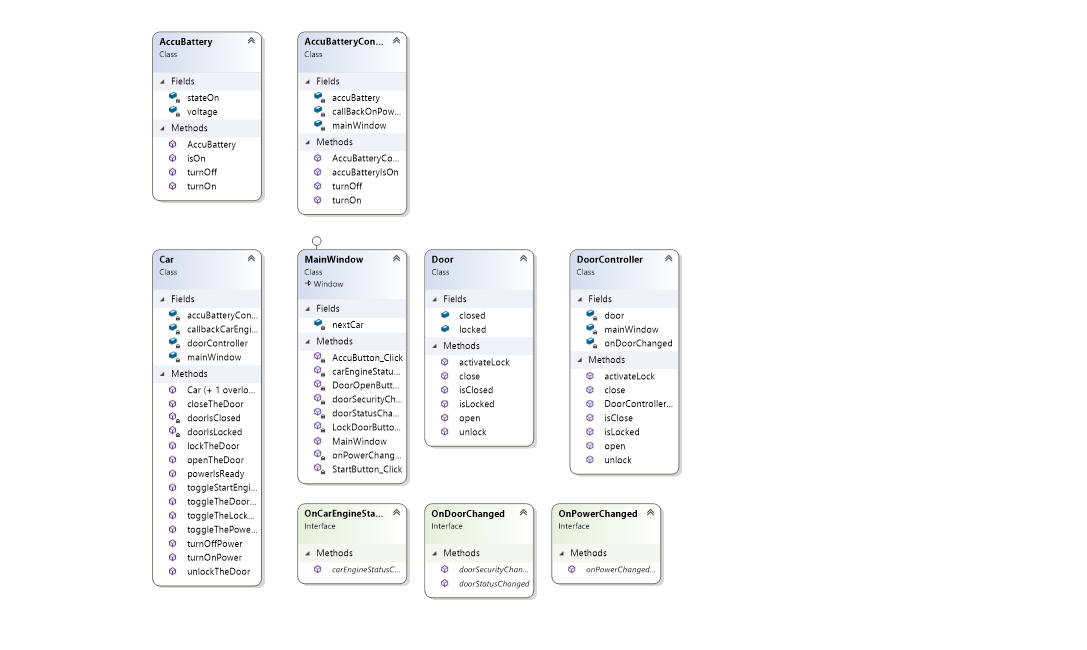 AccuBattery
Class
Fields
stateOn
voltage
Methods
AccuBattery
isOn
turnOff
turnOn
AccuBatteryCon...
Class
Fields
accuBattery
callBackOnPow...
mainWindow
Methods
AccuBatteryCo...
accuBatteryIsOn
turnOff
turnOn
Car
Class
Fields
accuBatteryCon...
callbackCarEngi...
doorController
mainWindow
Methods
Car (+ 1 overlo...
closeTheDoor
doorIsClosed
doorIsLocked
lockTheDoor
openTheDoor
powerIsReady
toggleStartEngi...
toggleTheDoor...
toggleTheLock...
toggleThePowe...
turnOffPower
turnOnPower
unlockTheDoor
MainWindow
Class
Window
Fields
nextCar
Methods
AccuButton_Click
carEngineStatu...
DoorOpenButt...
doorSecurityCh...
doorStatusCha...
LockDoorButto...
MainWindow
onPowerChang...
StartButton_Click
Door
Class
Fields
closed
locked
Methods
activateLock
close
isClosed
isLocked
open
unlock
DoorController
Class
Fields
door
mainWindow
onDoorChanged
Methods
activateLock
close
DoorController...
isClose
isLocked
open
unlock
OnCarEngineSta...
Interface
Methods
carEngineStatusC...
OnDoorChanged
Interface
Methods
doorSecurityChan...
doorStatusChanged
OnPowerChanged
Interface
Methods
onPowerChanged...